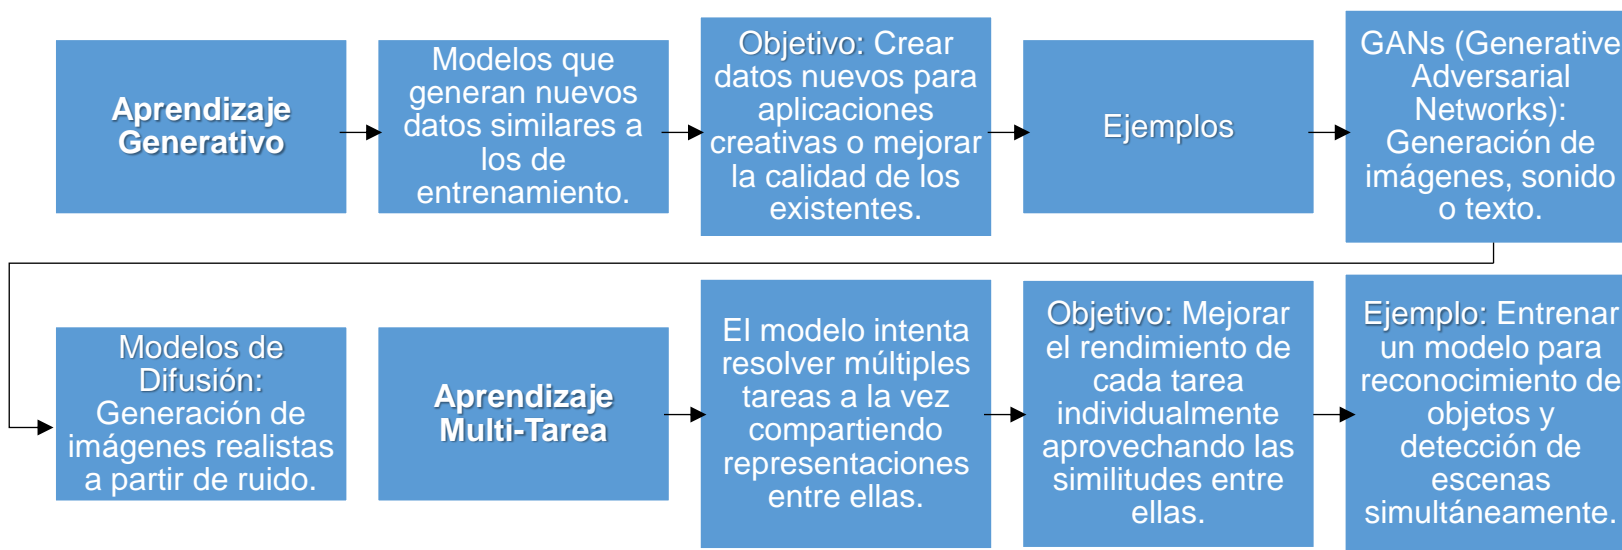 Aprendizaje
Generativo
Modelos que
generan nuevos
datos similares a
los de
entrenamiento.
Objetivo: Crear
datos nuevos para
aplicaciones
creativas o mejorar
la calidad de los
existentes.
Ejemplos
GANs (Generative
Adversarial
Networks):
Generación de
imágenes, sonido
o texto.
Modelos de
Difusión:
Generación de
imágenes realistas
a partir de ruido.
Aprendizaje
Multi-Tarea
El modelo intenta
resolver múltiples
tareas a la vez
compartiendo
representaciones
entre ellas.
Objetivo: Mejorar
el rendimiento de
cada tarea
individualmente
aprovechando las
similitudes entre
ellas.
Ejemplo: Entrenar
un modelo para
reconocimiento de
objetos y
detección de
escenas
simultáneamente.